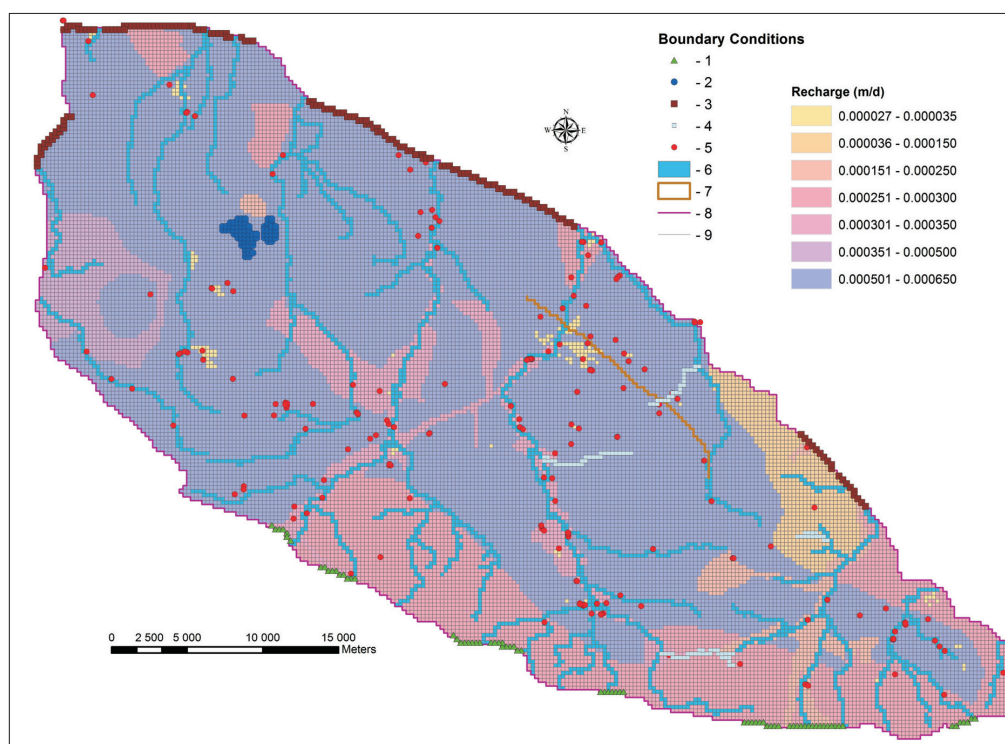 Boundary Conditions
- 1
- 2
- 3
- 4
- 5
- 6
- 7
- 8
- 9
N
W E
S
Recharge (m/d)
0.000027 - 0.000035
0.000036 - 0.000150
0.000151 - 0.000250
0.000251 - 0.000300
0.000301 - 0.000350
0.000351 - 0.000500
0.000501 - 0.000650
0 2 500 5 000 10 000 15 000
Meters